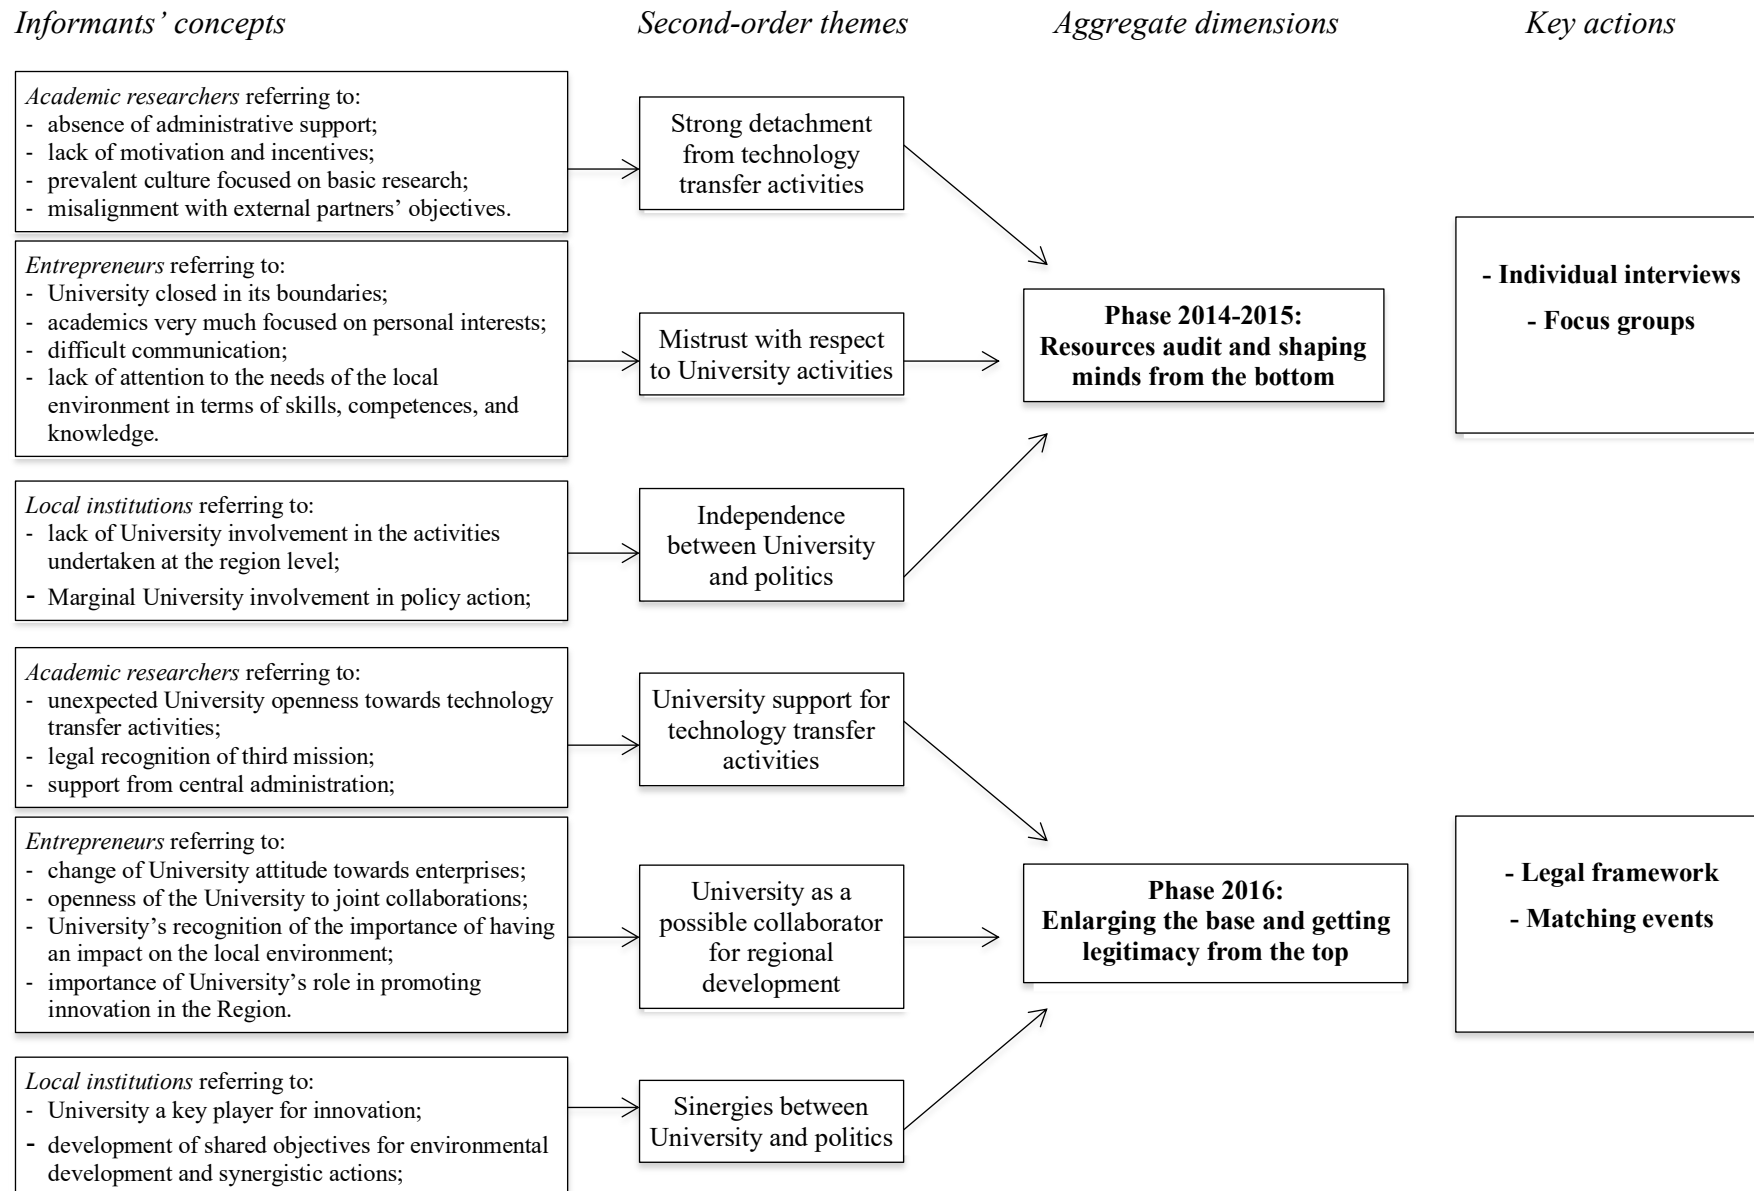 Informants’ concepts
Second-order themes
Aggregate dimensions
Key actions
Academic researchers referring to:
- absence of administrative support;
- lack of motivation and incentives;
- prevalent culture focused on basic research;
- misalignment with external partners’ objectives.
Strong detachment
from technology
transfer activities
Entrepreneurs referring to:
- University closed in its boundaries;
- academics very much focused on personal interests;
- difficult communication;
- lack of attention to the needs of the local
environment in terms of skills, competences, and
knowledge.
Mistrust with respect
to University activities
Local institutions referring to:
- lack of University involvement in the activities
undertaken at the region level;
- Marginal University involvement in policy action;
Independence
between University
and politics
Phase 2014-2015:
Resources audit and shaping
minds from the bottom
- Individual interviews
- Focus groups
Academic researchers referring to:
- unexpected University openness towards technology
transfer activities;
- legal recognition of third mission;
- support from central administration;
University support for
technology transfer
activities
Entrepreneurs referring to:
- change of University attitude towards enterprises;
- openness of the University to joint collaborations;
- University’s recognition of the importance of having
an impact on the local environment;
- importance of University’s role in promoting
innovation in the Region.
University as a
possible collaborator
for regional
development
Local institutions referring to:
- University a key player for innovation;
- development of shared objectives for environmental
development and synergistic actions;
Sinergies between
University and politics
Phase 2016:
Enlarging the base and getting
legitimacy from the top
- Legal framework
- Matching events